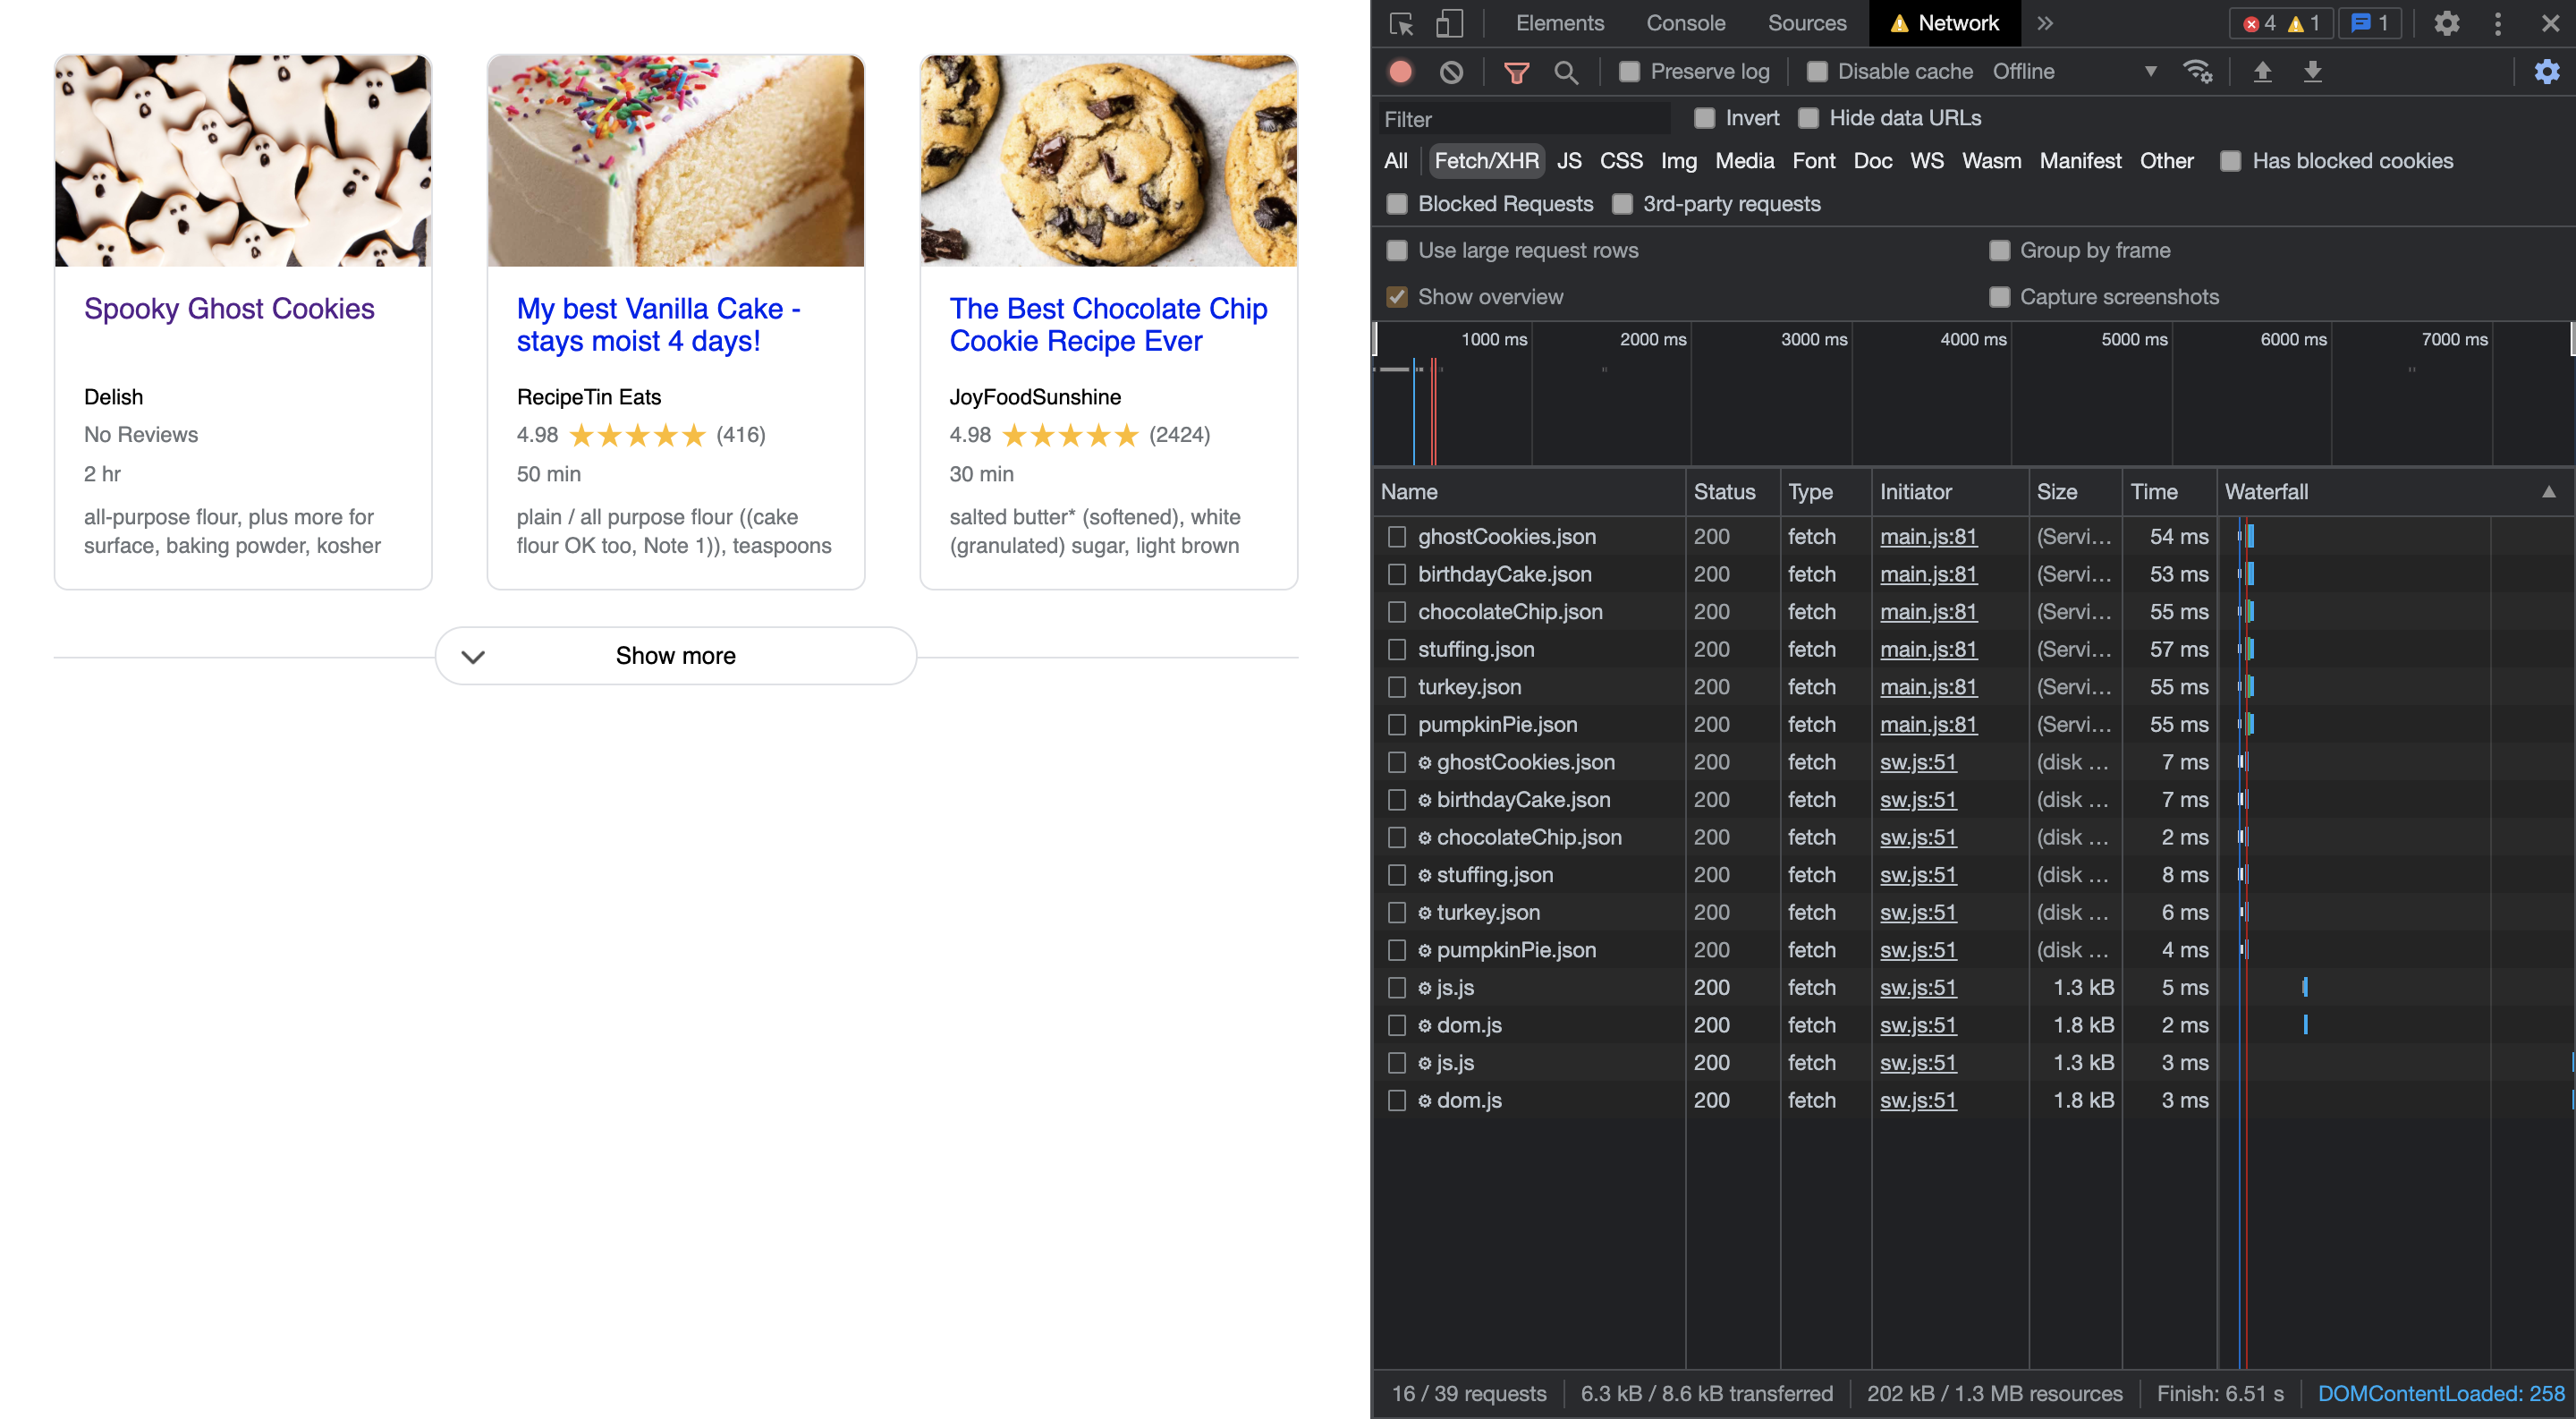 Spooky Ghost Cookies
Delish
No Reviews
2 hr
all-purpose flour, plus more for
surface, baking powder, kosher
My best Vanilla Cake -
stays moist 4 days!
RecipeTin Eats
4.98 ★★★★★ (416)
50 min
plain / all purpose flour ((cake
flour OK too, Note 1)), teaspoons
The Best Chocolate Chip
Cookie Recipe Ever
JoyFoodSunshine
4.98 ★★★★★ (2424)
30 min
salted butter* (softened), white
(granulated) sugar, light brown
Show more
Elements Console Sources Network 4 1 1
Preserve log Disable cache Offline
Filter Invert Hide data URLs
All Fetch/XHR JS CSS Img Media Font Doc WS Wasm Manifest Other Has blocked cookies
Blocked Requests 3rd-party requests
Use large request rows Group by frame
Show overview Capture screenshots
1000 ms 2000 ms 3000 ms 4000 ms 5000 ms 6000 ms 7000 ms
Name Status Type Initiator Size Time Waterfall
ghostCookies.json 200 fetch main.js:81 (Servi... 54 ms
birthdayCake.json 200 fetch main.js:81 (Servi... 53 ms
chocolateChip.json 200 fetch main.js:81 (Servi... 55 ms
stuffing.json 200 fetch main.js:81 (Servi... 57 ms
turkey.json 200 fetch main.js:81 (Servi... 55 ms
pumpkinPie.json 200 fetch main.js:81 (Servi... 55 ms
ghostCookies.json 200 fetch sw.js:51 (disk ... 7 ms
birthdayCake.json 200 fetch sw.js:51 (disk ... 7 ms
chocolateChip.json 200 fetch sw.js:51 (disk ... 2 ms
stuffing.json 200 fetch sw.js:51 (disk ... 8 ms
turkey.json 200 fetch sw.js:51 (disk ... 6 ms
pumpkinPie.json 200 fetch sw.js:51 (disk ... 4 ms
js.js 200 fetch sw.js:51 1.3 kB 5 ms
dom.js 200 fetch sw.js:51 1.8 kB 2 ms
js.js 200 fetch sw.js:51 1.3 kB 3 ms
dom.js 200 fetch sw.js:51 1.8 kB 3 ms
16 / 39 requests 6.3 kB / 8.6 kB transferred 202 kB / 1.3 MB resources Finish: 6.51 s DOMContentLoaded: 258